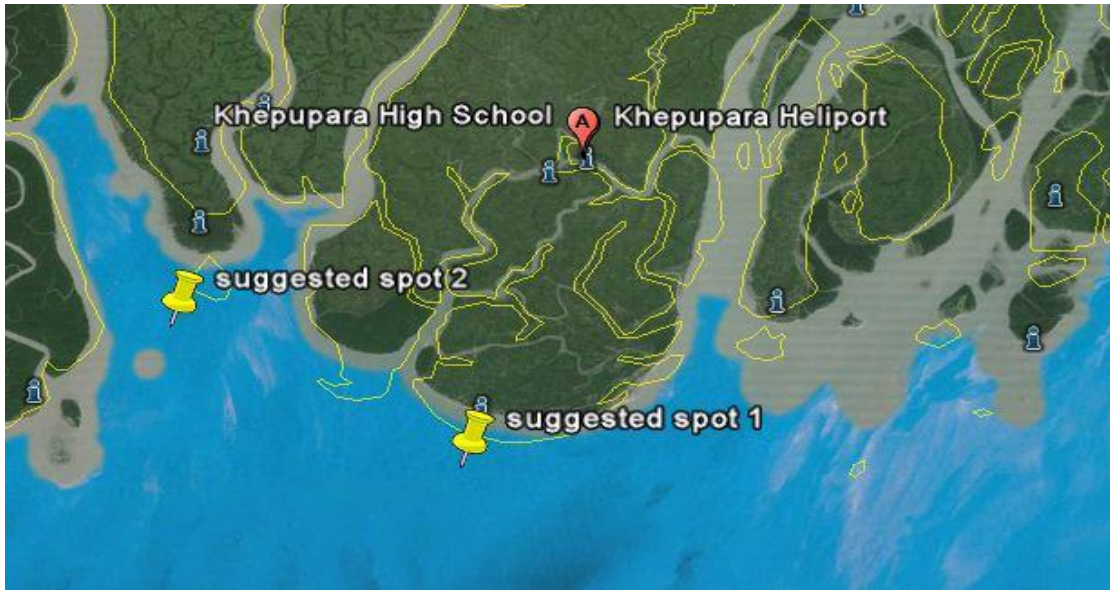 Khepupara High School
A
Khepupara Heliport
suggested spot 2
suggested spot 1